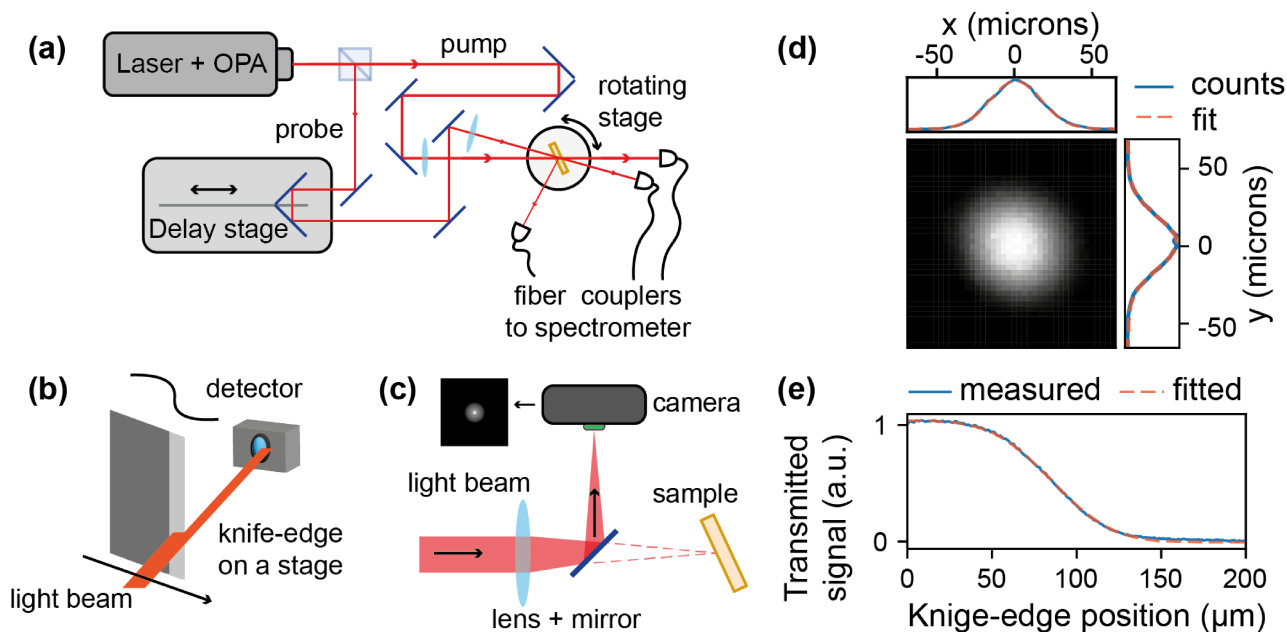 (a)
Laser + OPA
pump
probe
rotating
stage
Delay stage
fiber couplers
to spectrometer
(b)
detector
knife-edge
on a stage
light beam
(c)
camera
light beam
sample
lens + mirror
(d)
x (microns)
-50 0 50
counts
fit
50
0
-50
y (microns)
(e)
measured
fitted
Transmitted
signal (a.u.)
1
0
0 50 100 150 200
Knige-edge position (μm)